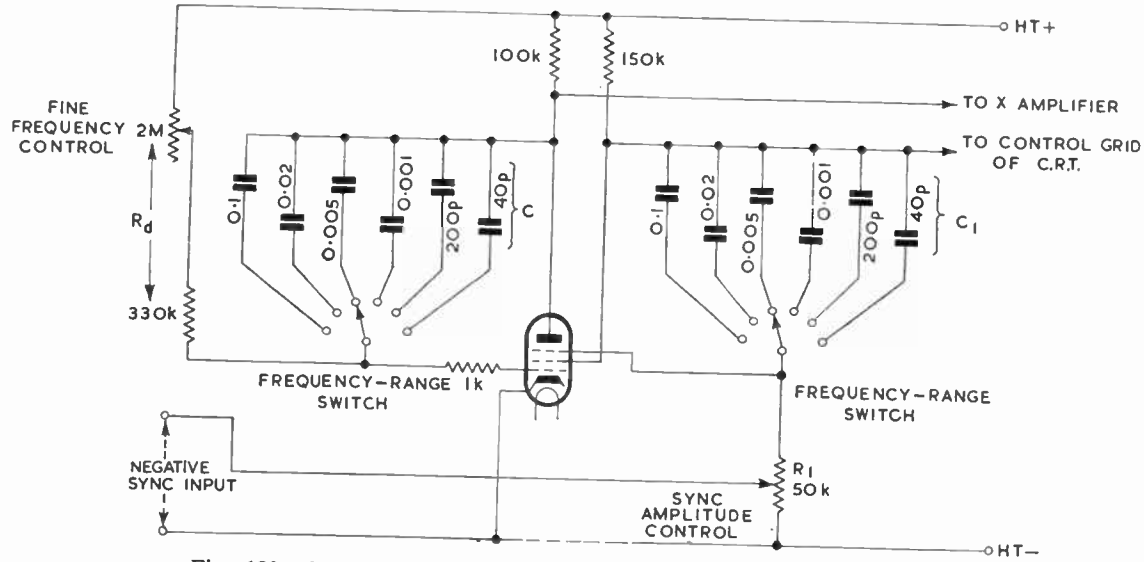 HT+
100k
150k
TO X AMPLIFIER
FINE
FREQUENCY
CONTROL
2M
TO CONTROL GRID
OF C.R.T.
0·1
0·02
0·005
0·001
200p
40p
C
0·1
0·02
0·005
0·001
200p
40p
C1
Rd
330k
FREQUENCY-RANGE
SWITCH
1k
FREQUENCY-RANGE
SWITCH
NEGATIVE
SYNC INPUT
R1
50k
SYNC
AMPLITUDE
CONTROL
HT−